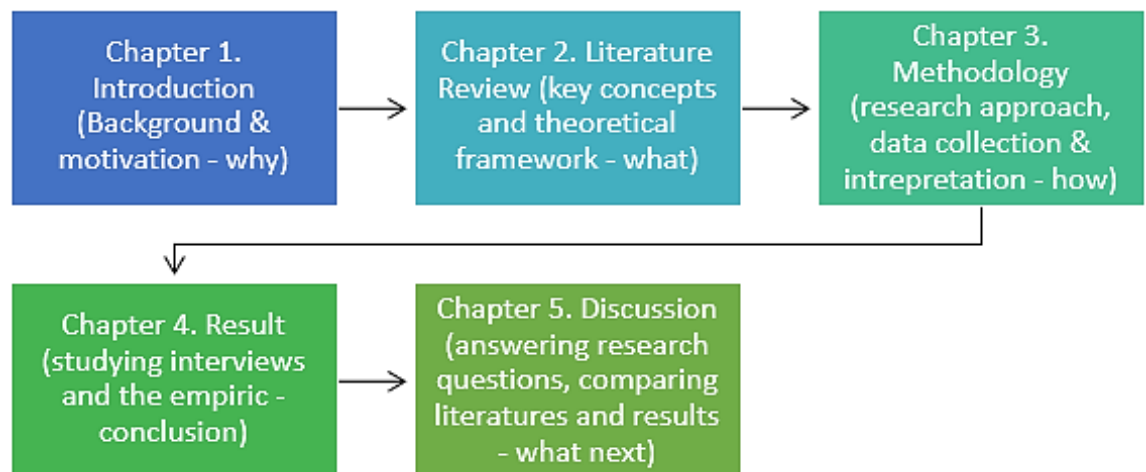 Chapter 1.
Introduction
(Background &
motivation - why)
Chapter 2. Literature
Review (key concepts
and theoretical
framework - what)
Chapter 3.
Methodology
(research approach,
data collection &
intrepretation - how)
Chapter 4. Result
(studying interviews
and the empiric -
conclusion)
Chapter 5. Discussion
(answering research
questions, comparing
literatures and results
- what next)